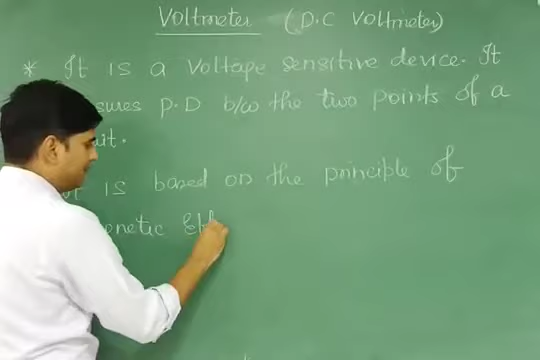 Voltmeter (D.C Voltmeter)
* It is a Voltage sensitive device. It
sures P.D b/w the two points of a
uit.
It is based on the principle of
netic Eff